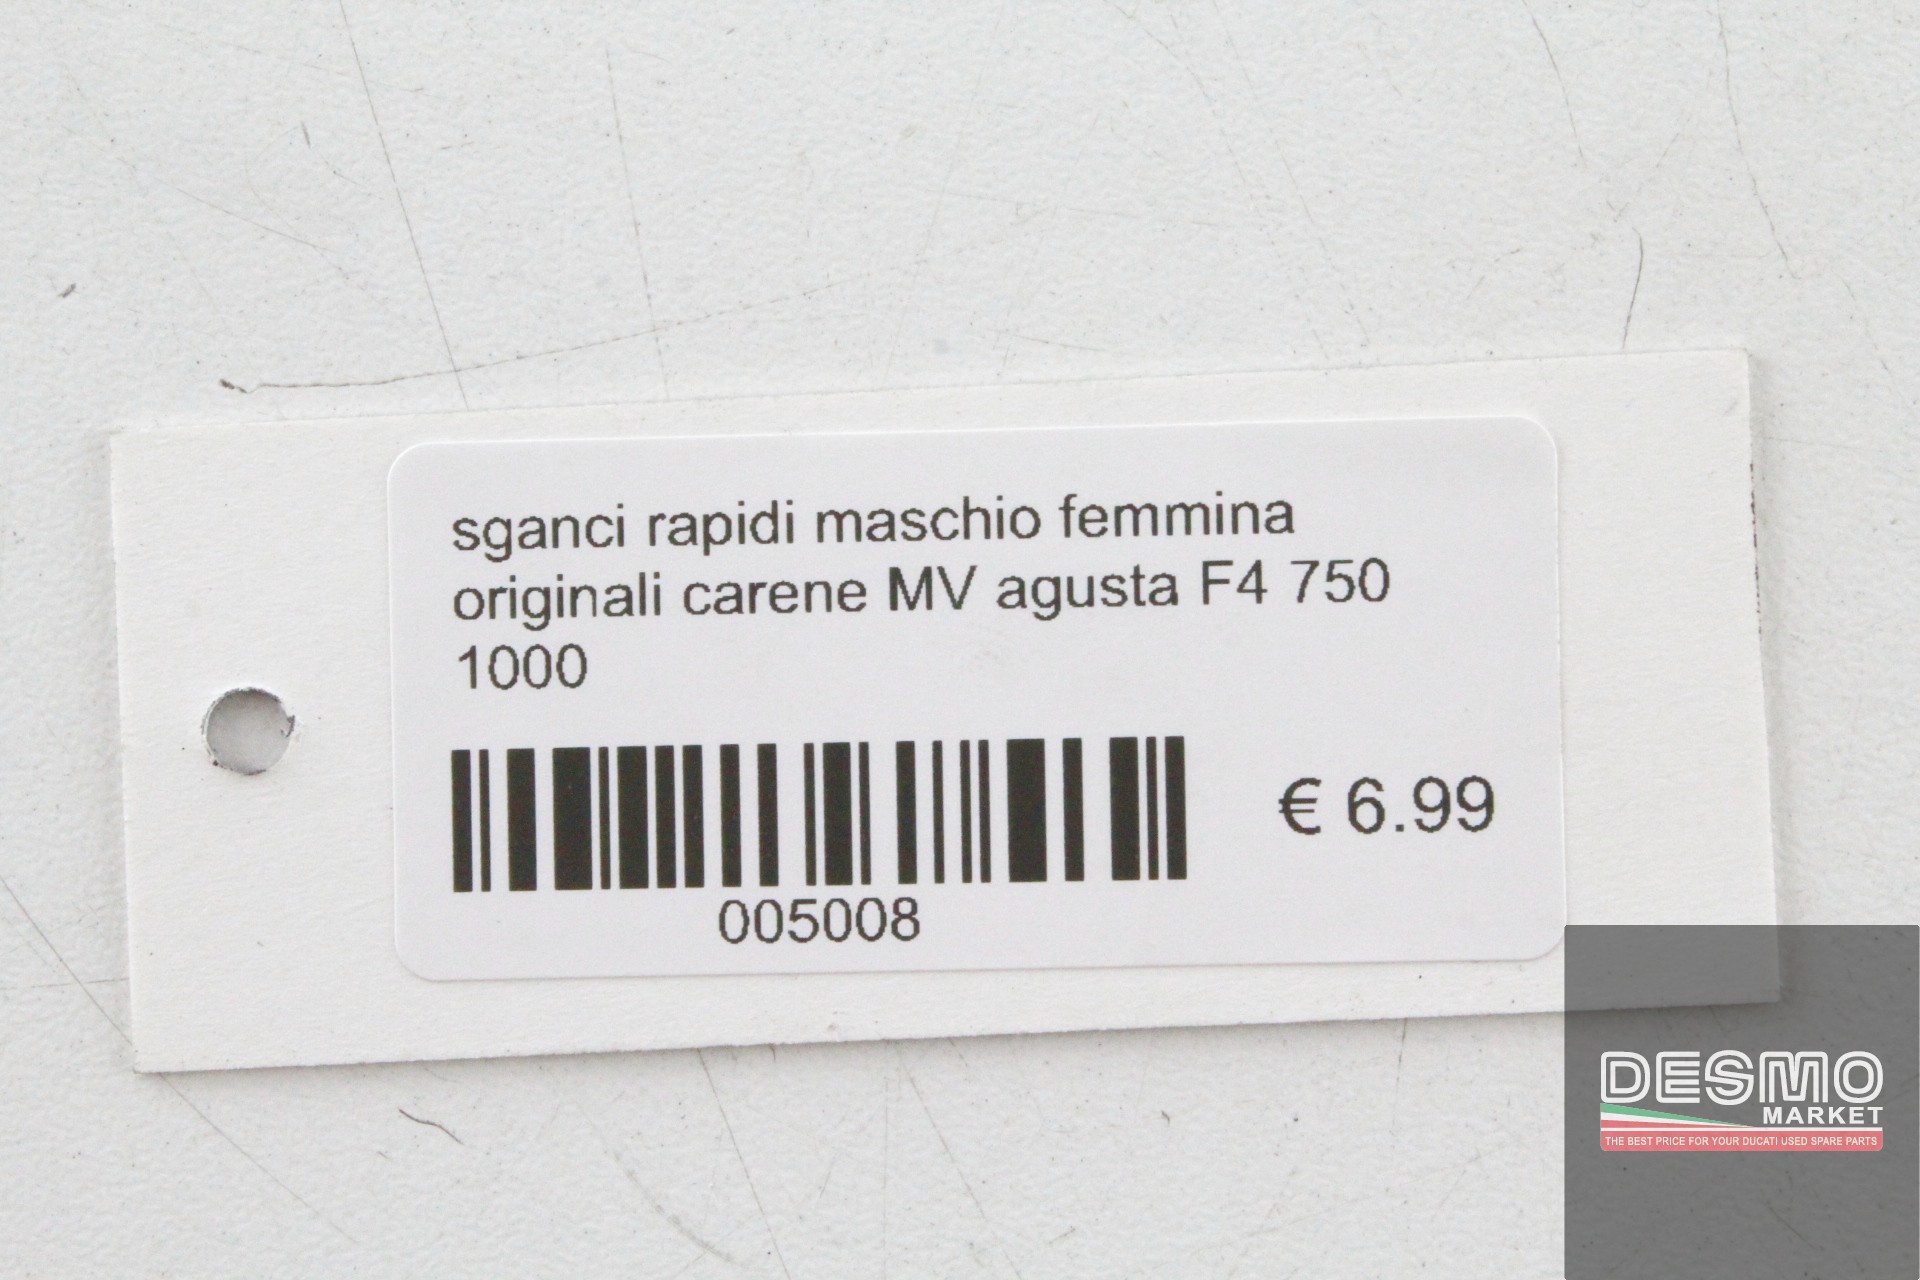 sganci rapidi maschio femmina
originali carene MV agusta F4 750
1000
€ 6.99
005008
DESMO
MARKET
THE BEST PRICE FOR YOUR DUCATI USED SPARE PARTS